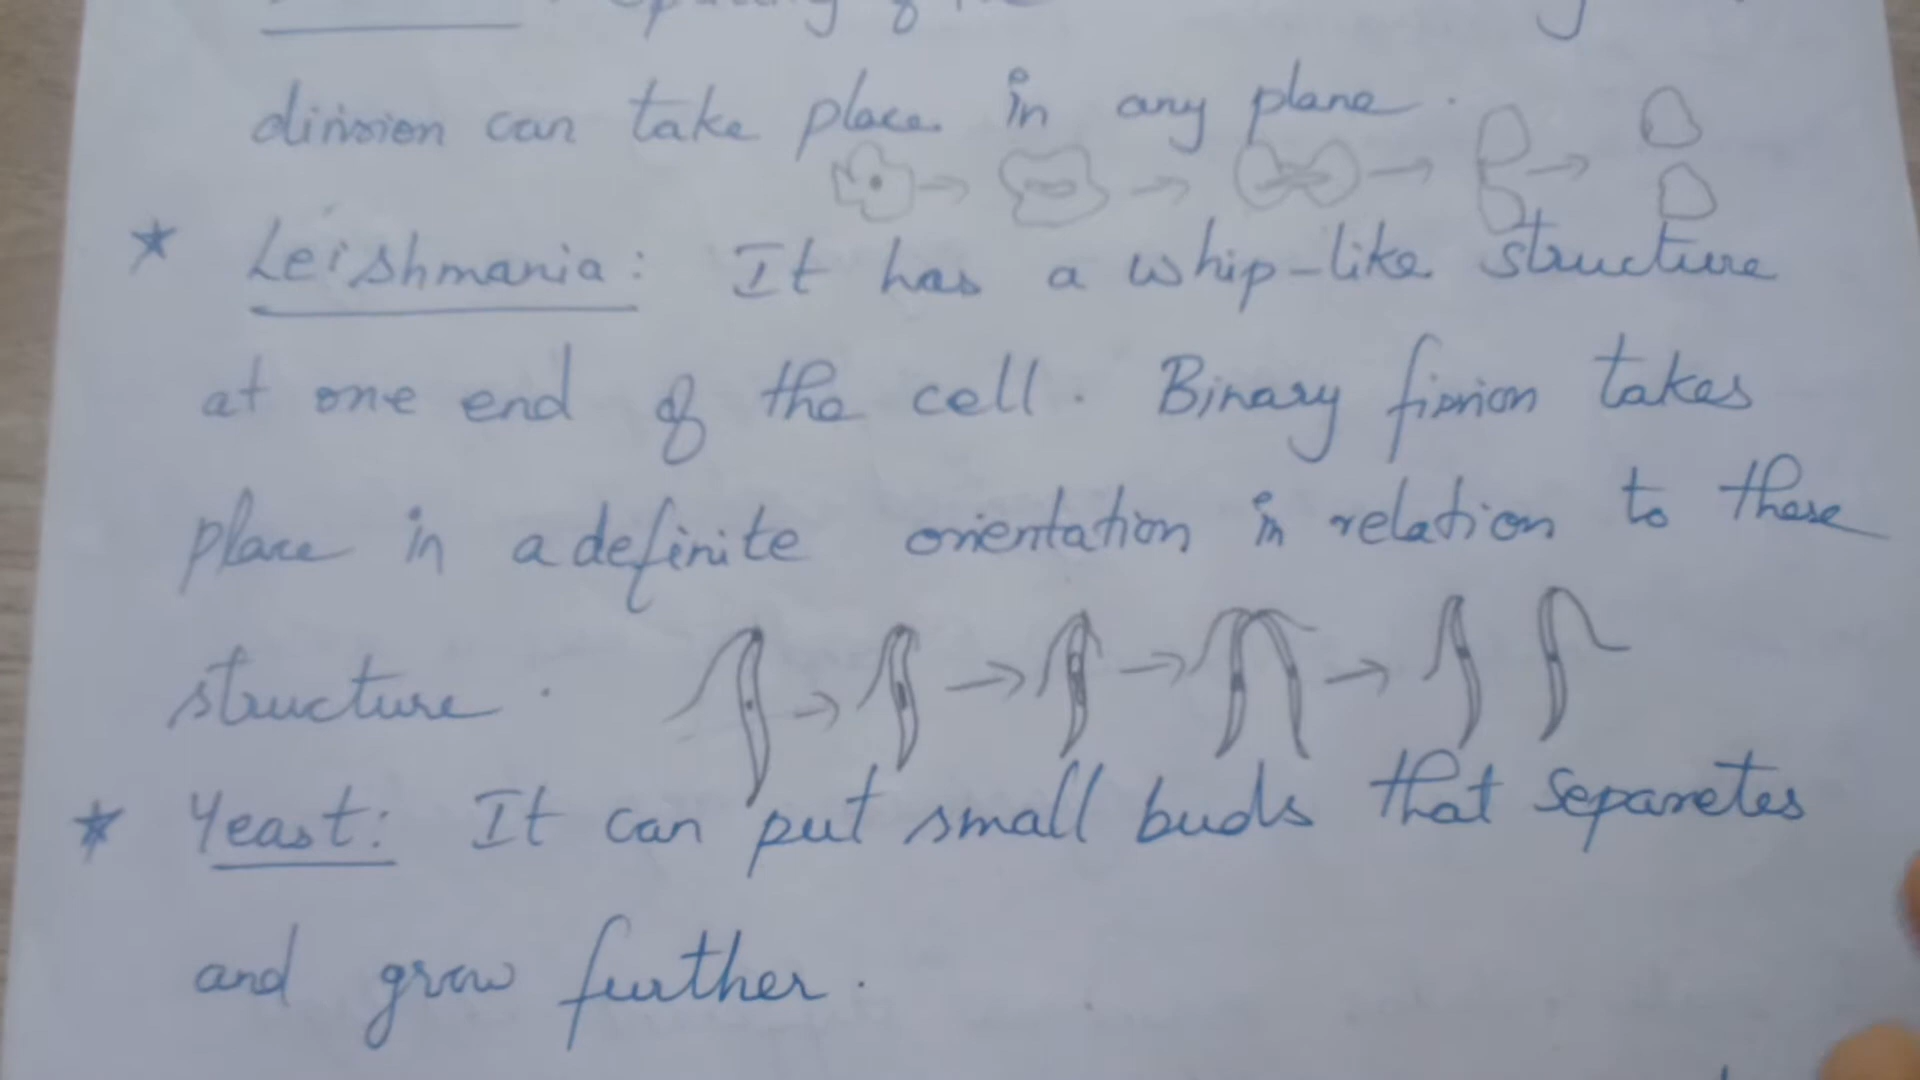 division can take place in any plane.
* Leishmania: It has a whip-like structure
at one end of the cell. Binary fission takes
place in a definite orientation in relation to these
structure.
* Yeast: It can put small buds that separetes
and grow further.